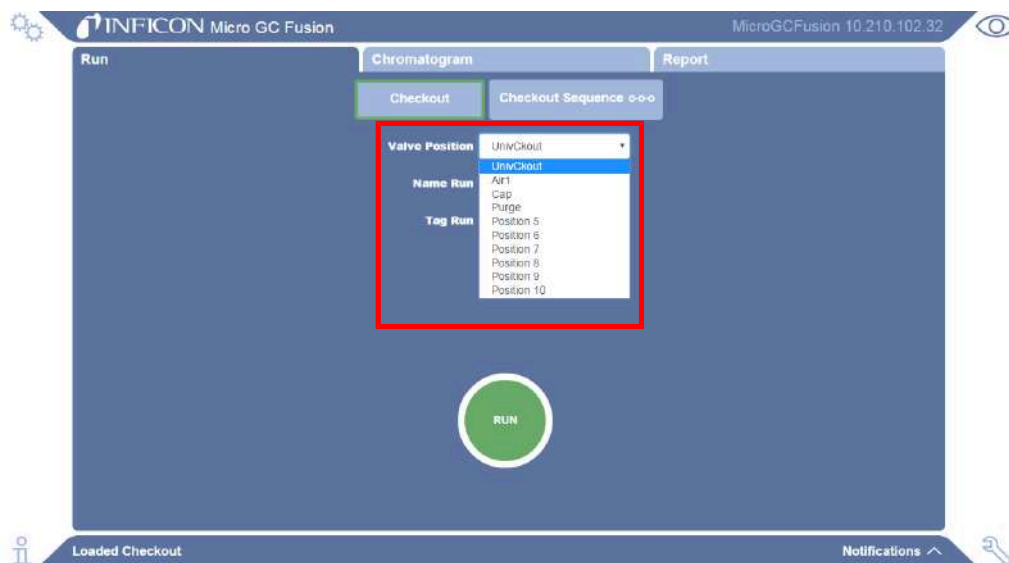 INFICON Micro GC Fusion
MicroGCFusion 10.210.102.32
Run
Chromatogram
Report
Checkout
Checkout Sequence
Valve Position
UnivCkout
UnivCkout
Air1
Cap
Purge
Position 5
Position 6
Position 7
Position 8
Position 9
Position 10
Name Run
Tag Run
RUN
Loaded Checkout
Notifications